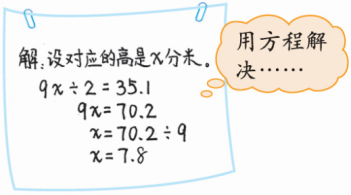 解:设对应的高是x分米。
9x÷2=35.1
9x=70.2
x=70.2÷9
x=7.8
用方程解
决……